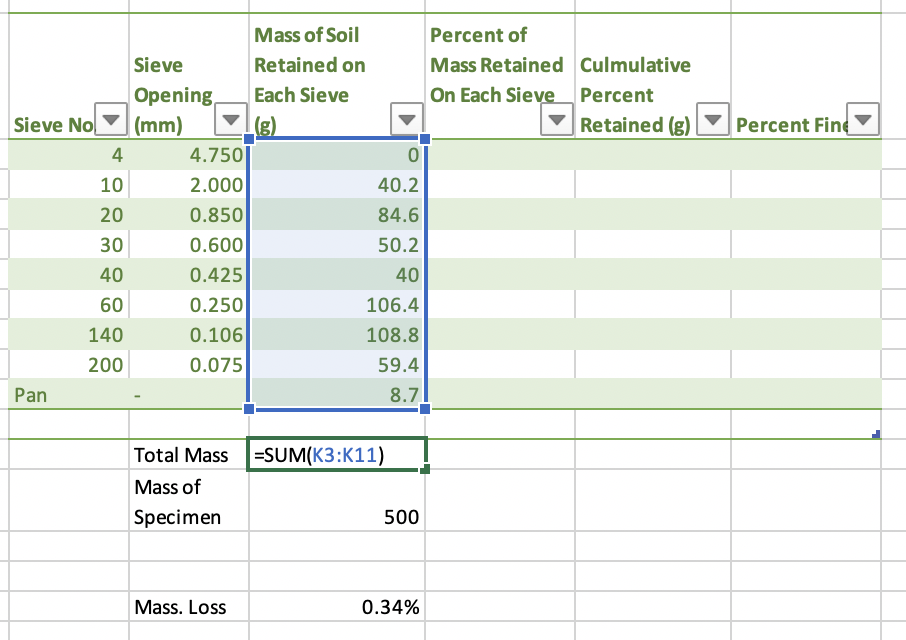 Sieve No.
Sieve
Opening
(mm)
Mass of Soil
Retained on
Each Sieve
(g)
Percent of
Mass Retained
On Each Sieve
Culmulative
Percent
Retained (g)
Percent Fine
4 4.750 0
10 2.000 40.2
20 0.850 84.6
30 0.600 50.2
40 0.425 40
60 0.250 106.4
140 0.106 108.8
200 0.075 59.4
Pan - 8.7
Total Mass =SUM(K3:K11)
Mass of
Specimen 500
Mass. Loss 0.34%